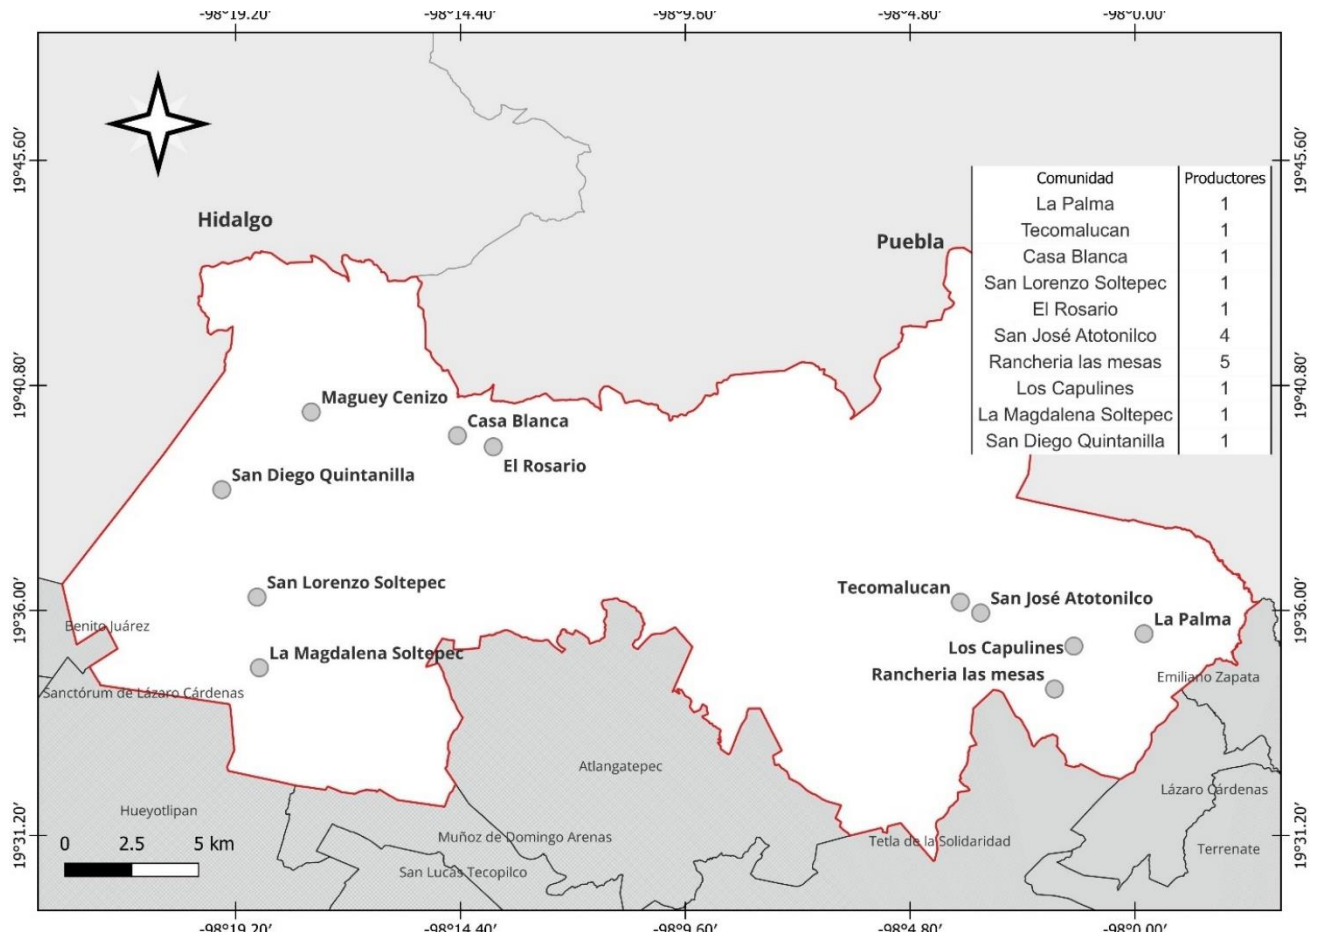 -98°19.20′ -98°14.40′ -98°9.60′ -98°4.80′ -98°0.00′
19°45.60′ 19°45.60′
Comunidad Productores
La Palma 1
Tecomalucan 1
Casa Blanca 1
San Lorenzo Soltepec 1
El Rosario 1
San José Atotonilco 4
Rancheria las mesas 5
Los Capulines 1
La Magdalena Soltepec 1
San Diego Quintanilla 1
Hidalgo
Puebla
19°40.80′ 19°40.80′
Maguey Cenizo
Casa Blanca
El Rosario
San Diego Quintanilla
San Lorenzo Soltepec
Tecomalucan
San José Atotonilco
19°36.00′ 19°36.00′
La Palma
Benito Juárez
Los Capulines
La Magdalena Soltepec
Rancheria las mesas
Emiliano Zapata
Sanctórum de Lázaro Cárdenas
Atlangatepec
Lázaro Cárdenas
Hueyotlipan
19°31.20′ 19°31.20′
Muñoz de Domingo Arenas
Tetla de la Solidaridad
0 2.5 5 km
Terrenate
San Lucas Tecopilco
-98°19.20′ -98°14.40′ -98°9.60′ -98°4.80′ -98°0.00′